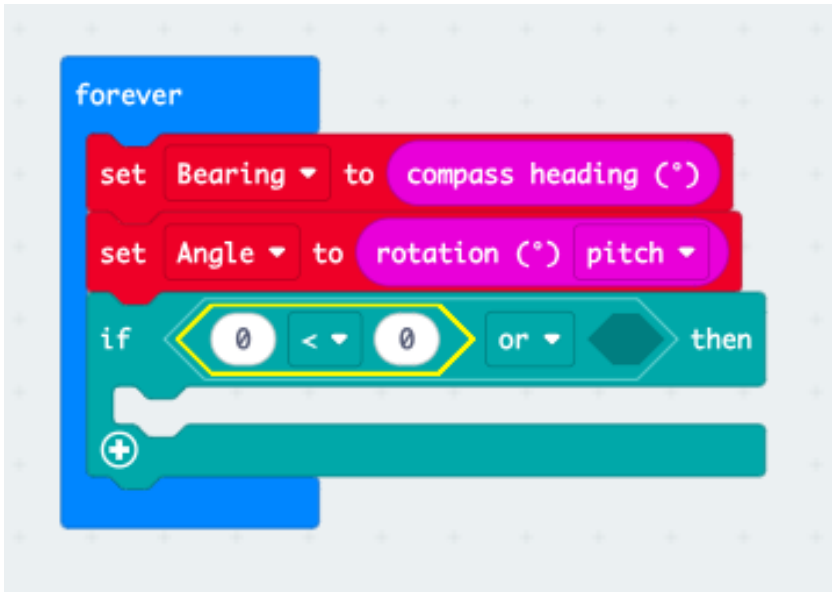 forever
set Bearing to compass heading (°)
set Angle to rotation (°) pitch
if 0 < 0 or then